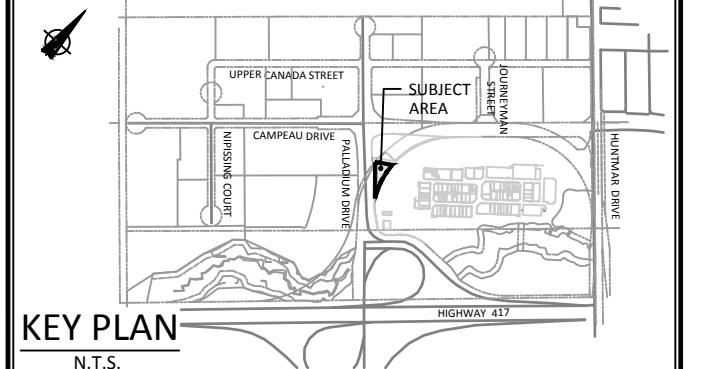 UPPER CANADA STREET
SUBJECT
AREA
JOURNEYMAN
STREET
CAMPEAU DRIVE
NIPISSING COURT
PALLADIUM DRIVE
HUNTMAR DRIVE
HIGHWAY 417
KEY PLAN
N.T.S.